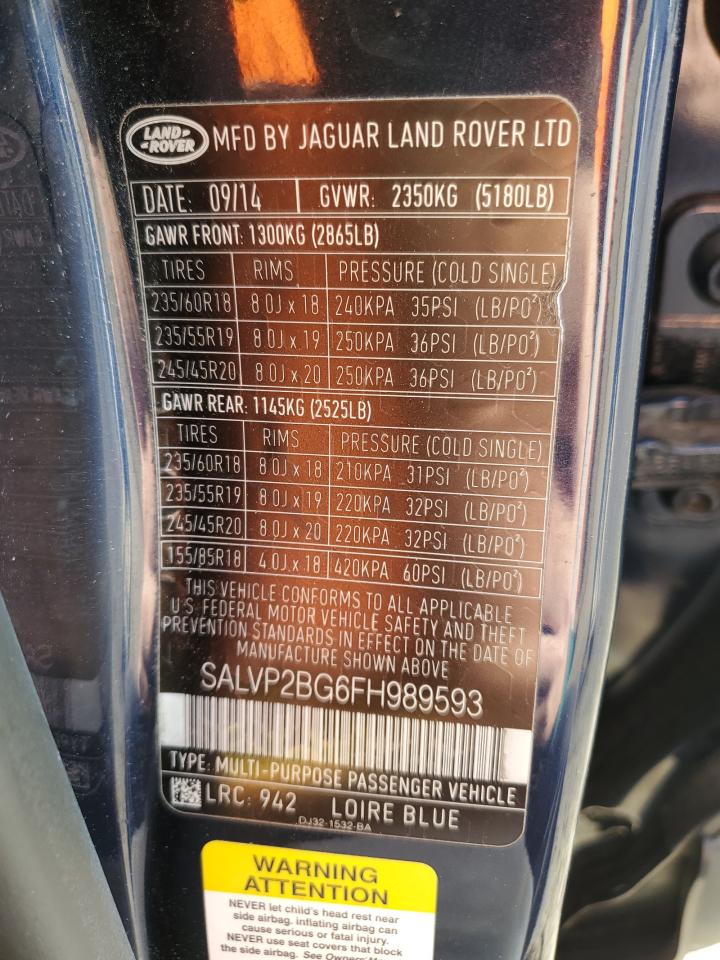 LAND-ROVER MFD BY JAGUAR LAND ROVER LTD
DATE: 09/14 GVWR: 2350KG (5180LB)
GAWR FRONT: 1300KG (2865LB)
TIRES RIMS PRESSURE (COLD SINGLE)
235/60R18 8.0J x 18 240KPA 35PSI (LB/PO²)
235/55R19 8.0J x 19 250KPA 36PSI (LB/PO²)
245/45R20 8.0J x 20 250KPA 36PSI (LB/PO²)
GAWR REAR: 1145KG (2525LB)
TIRES RIMS PRESSURE (COLD SINGLE)
235/60R18 8.0J x 18 210KPA 31PSI (LB/PO²)
235/55R19 8.0J x 19 220KPA 32PSI (LB/PO²)
245/45R20 8.0J x 20 220KPA 32PSI (LB/PO²)
155/85R18 4.0J x 18 420KPA 60PSI (LB/PO²)
THIS VEHICLE CONFORMS TO ALL APPLICABLE
U.S. FEDERAL MOTOR VEHICLE SAFETY AND THEFT
PREVENTION STANDARDS IN EFFECT ON THE DATE OF
MANUFACTURE SHOWN ABOVE
SALVP2BG6FH989593
TYPE: MULTI-PURPOSE PASSENGER VEHICLE
LRC: 942 LOIRE BLUE
DJ32-1532-BA
WARNING
ATTENTION
NEVER let child's head rest near
side airbag. inflating airbag can
cause serious or fatal injury.
NEVER use seat covers that block
the side airbag. See Owners'